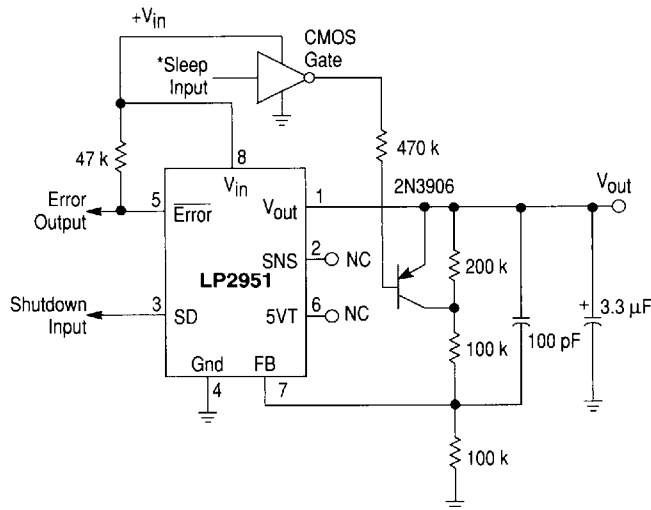 +Vin
*Sleep
Input
CMOS
Gate
47 k
470 k
8
Vin
2N3906
Vout
Error
Output
5
Error
Vout
1
200 k
SNS
2
NC
LP2951
Shutdown
Input
3
SD
5VT
6
NC
100 k
100 pF
+
3.3 µF
Gnd
FB
4
7
100 k